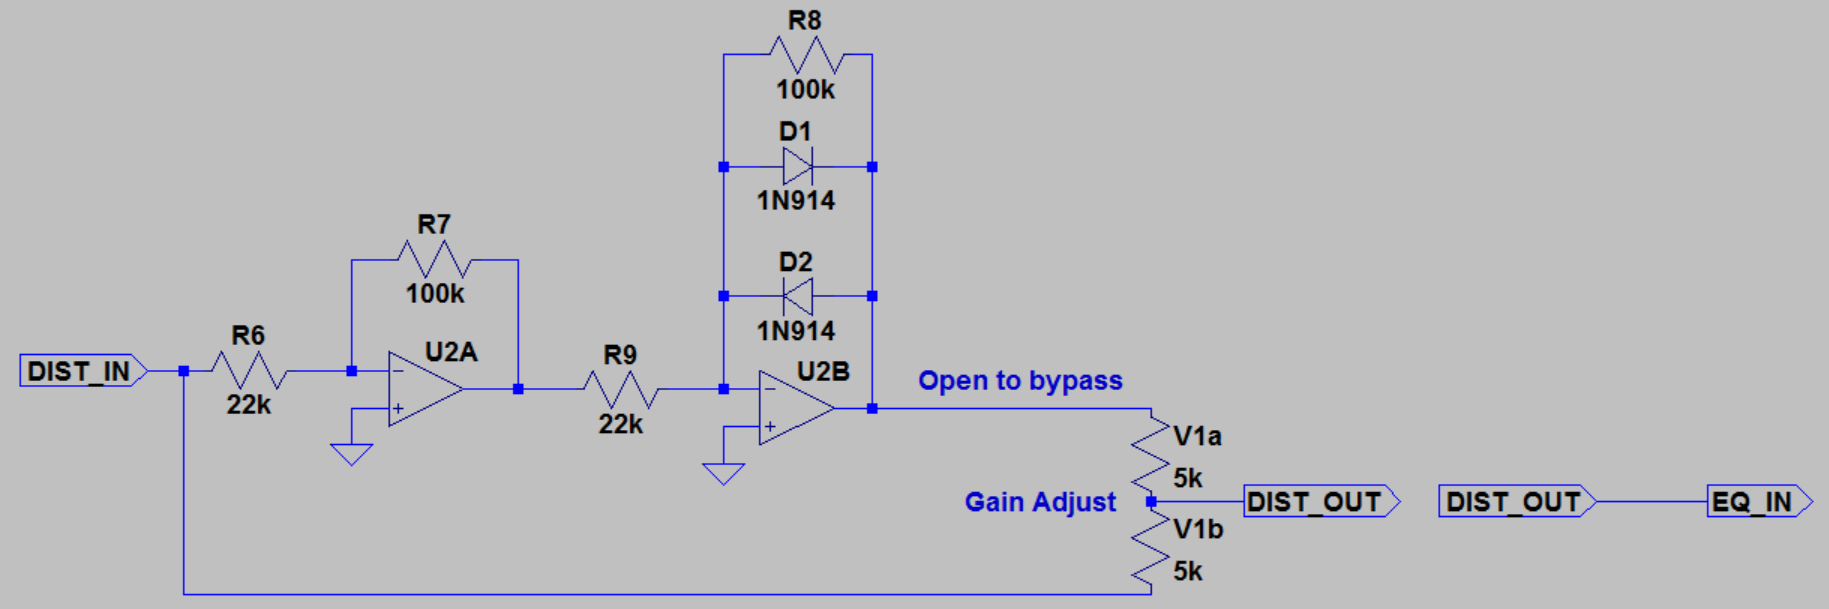 R8
100k
D1
1N914
R7
100k
D2
1N914
DIST_IN
R6
22k
U2A
−
+
R9
22k
U2B
−
+
Open to bypass
V1a
5k
Gain Adjust
DIST_OUT
DIST_OUT
EQ_IN
V1b
5k